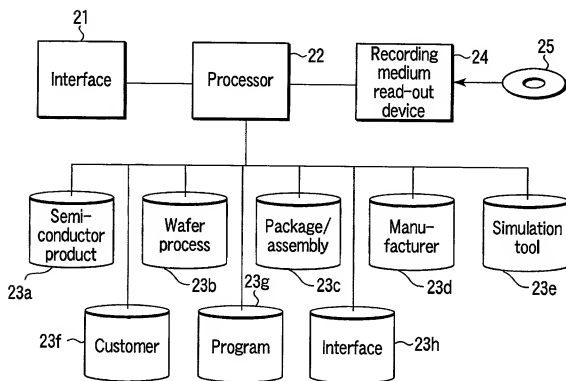 21
22
24
25
Interface
Processor
Recording
medium
read-out
device
Semi-
conductor
product
Wafer
process
Package/
assembly
Manu-
facturer
Simulation
tool
23a
23b
23g
23c
23d
23e
23f
Customer
Program
Interface
23h